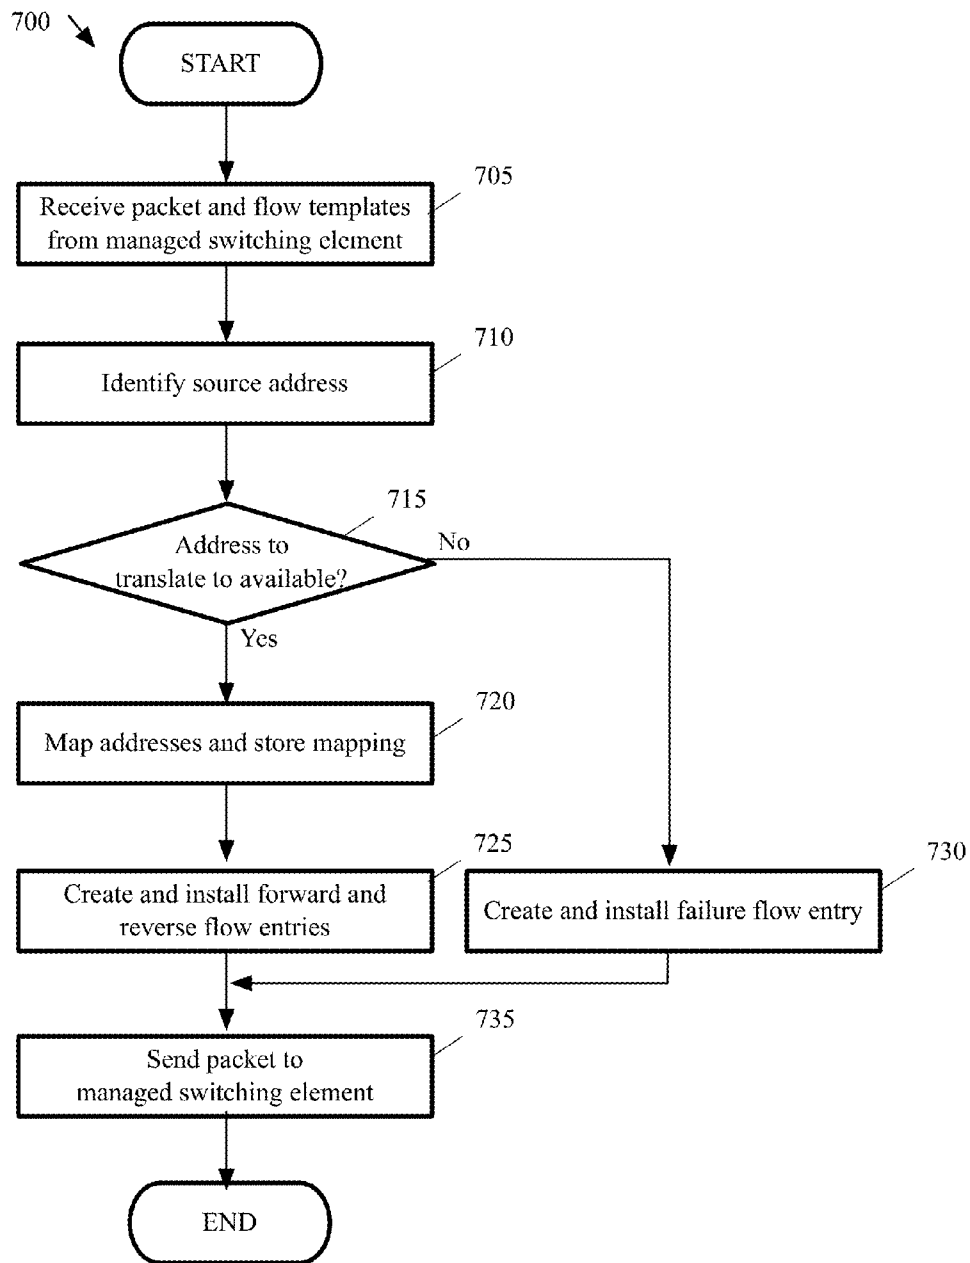 700
START
705
Receive packet and flow templates
from managed switching element
710
Identify source address
715
Address to
translate to available?
No
Yes
720
Map addresses and store mapping
725
Create and install forward and
reverse flow entries
730
Create and install failure flow entry
735
Send packet to
managed switching element
END